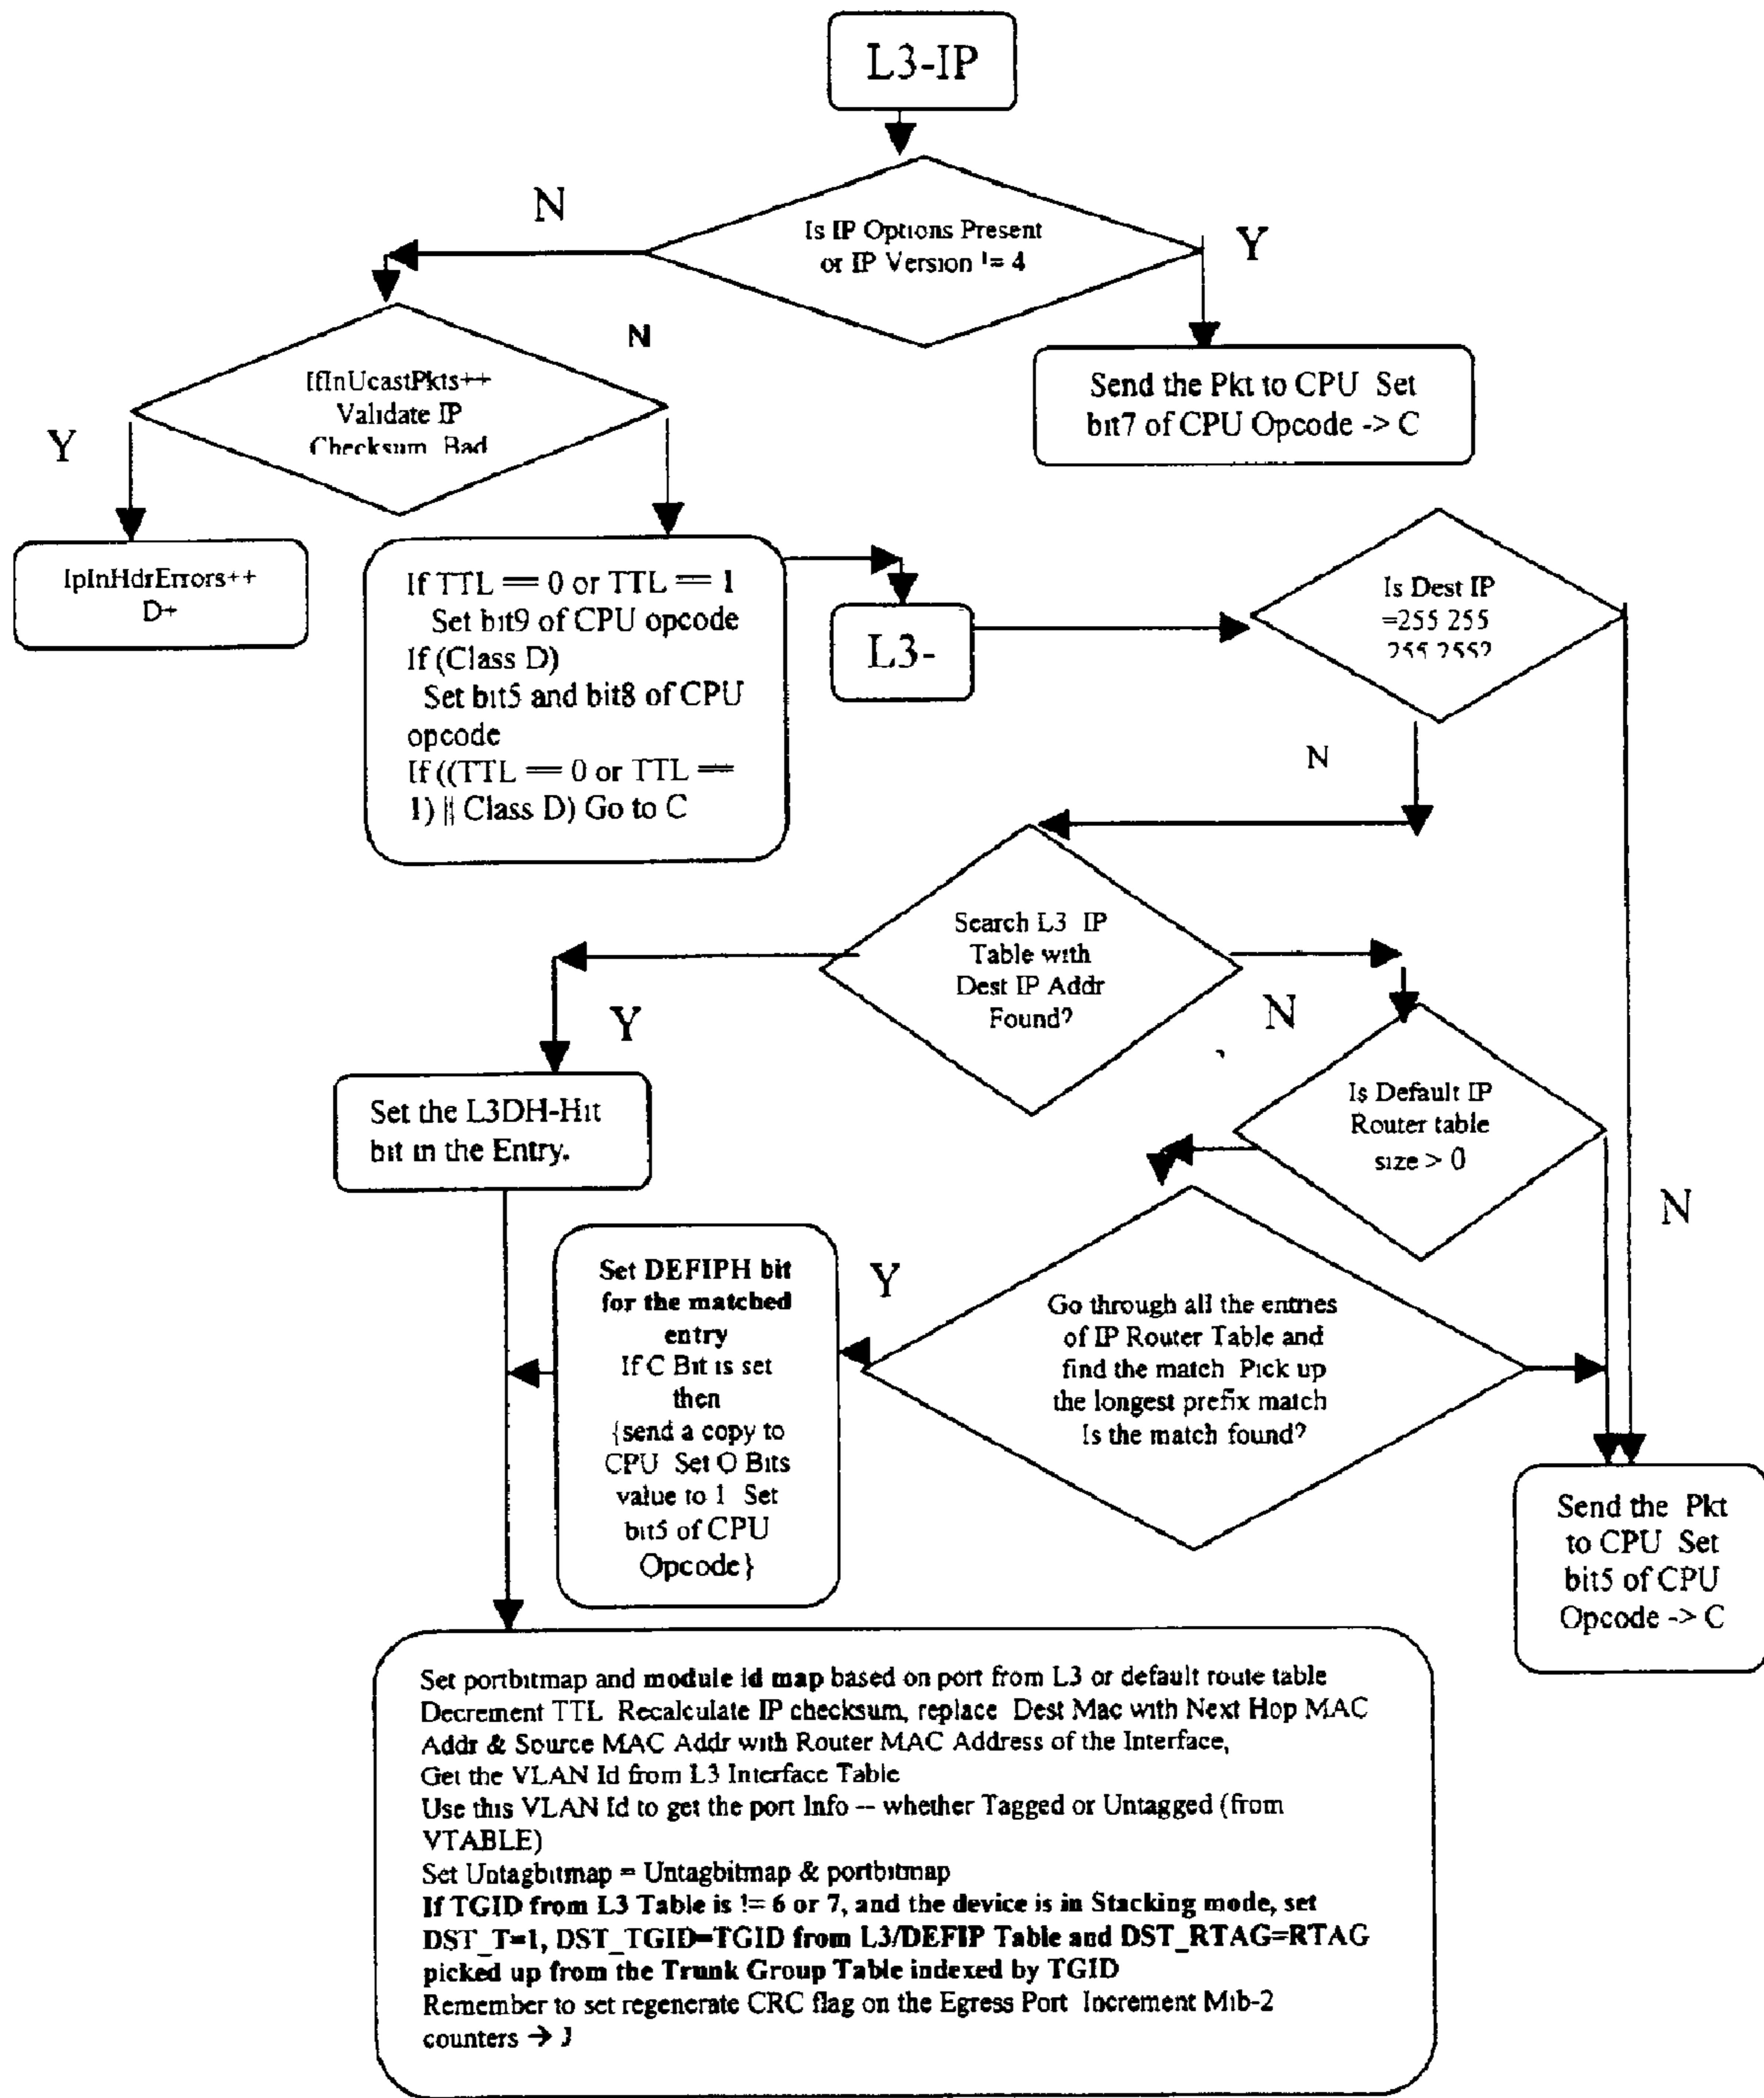 L3-IP
N
Is IP Options Present
or IP Version != 4
Y
N
IfInUcastPkts++
Validate IP
Checksum Bad
Send the Pkt to CPU Set
bit7 of CPU Opcode -> C
Y
IpInHdrErrors++
D+
If TTL == 0 or TTL == 1
Set bit9 of CPU opcode
If (Class D)
Set bit5 and bit8 of CPU
opcode
If ((TTL == 0 or TTL ==
1) || Class D) Go to C
L3-
Is Dest IP
=255 255
255 255?
N
Search L3 IP
Table with
Dest IP Addr
Found?
Y
N
Set the L3DH-Hit
bit in the Entry.
Is Default IP
Router table
size > 0
N
Set DEFIPH bit
for the matched
entry
If C Bit is set
then
{send a copy to
CPU Set O Bits
value to 1 Set
bit5 of CPU
Opcode}
Y
Go through all the entries
of IP Router Table and
find the match Pick up
the longest prefix match
Is the match found?
Send the Pkt
to CPU Set
bit5 of CPU
Opcode -> C
Set portbitmap and module id map based on port from L3 or default route table
Decrement TTL Recalculate IP checksum, replace Dest Mac with Next Hop MAC
Addr & Source MAC Addr with Router MAC Address of the Interface,
Get the VLAN Id from L3 Interface Table
Use this VLAN Id to get the port Info -- whether Tagged or Untagged (from
VTABLE)
Set Untagbitmap = Untagbitmap & portbitmap
If TGID from L3 Table is != 6 or 7, and the device is in Stacking mode, set
DST_T=1, DST_TGID=TGID from L3/DEFIP Table and DST_RTAG=RTAG
picked up from the Trunk Group Table indexed by TGID
Remember to set regenerate CRC flag on the Egress Port Increment Mib-2
counters → J